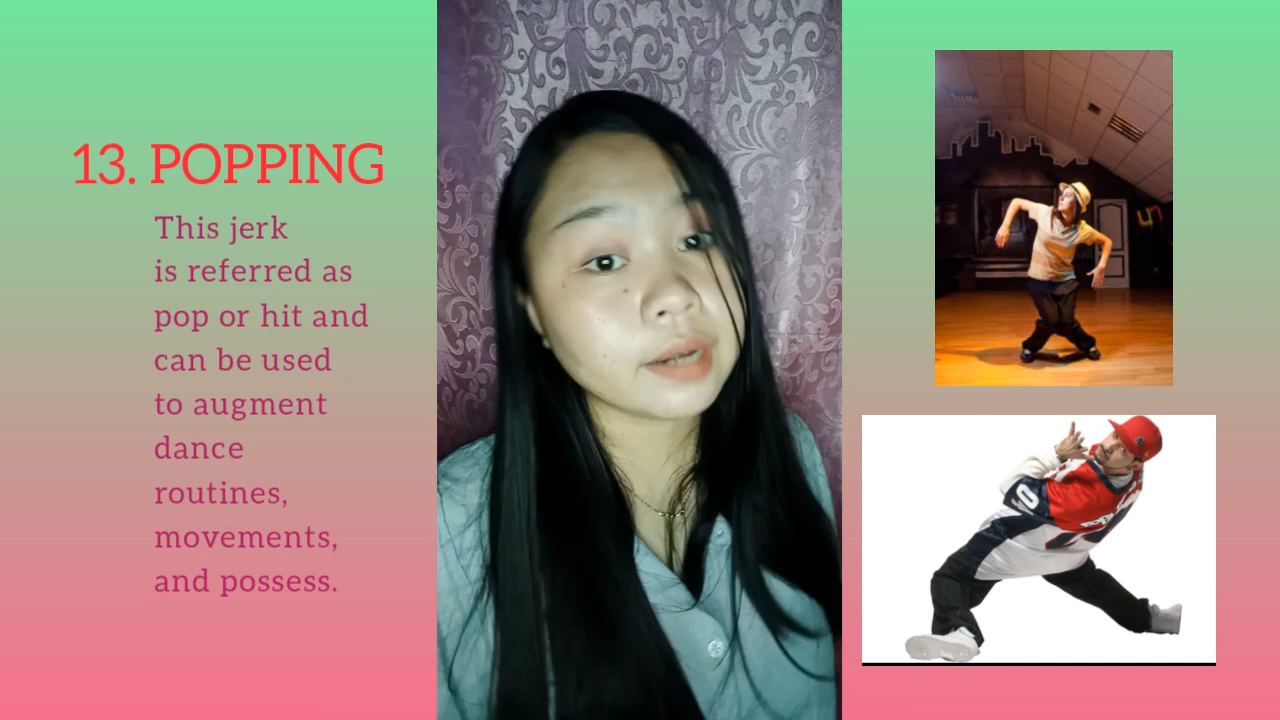 13. POPPING
This jerk
is referred as
pop or hit and
can be used
to augment
dance
routines,
movements,
and possess.